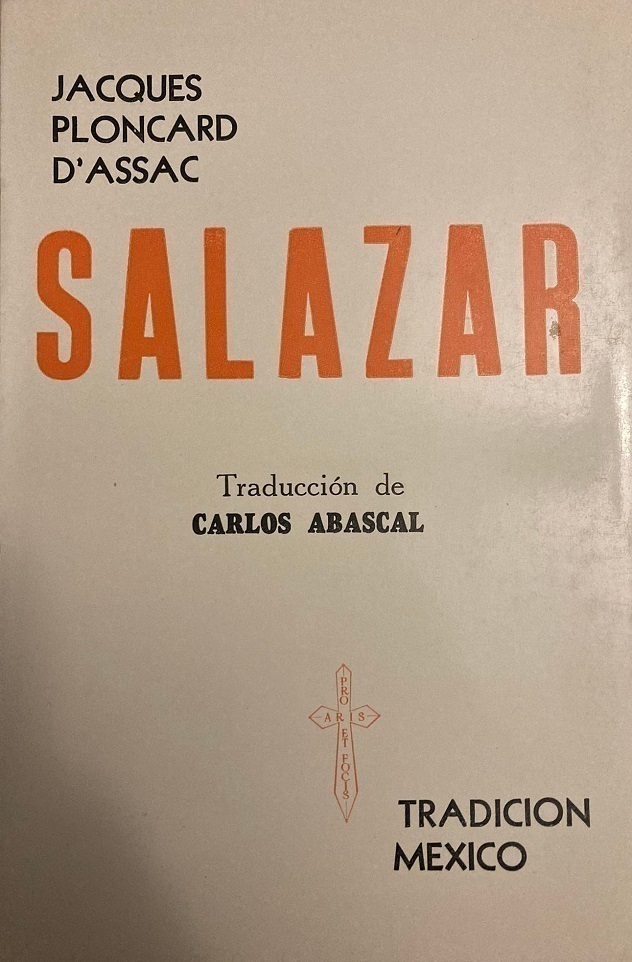 JACQUES
PLONCARD
D'ASSAC
SALAZAR
Traducción de
CARLOS ABASCAL
PRO
ARIS
ET FOCIS
TRADICION
MEXICO